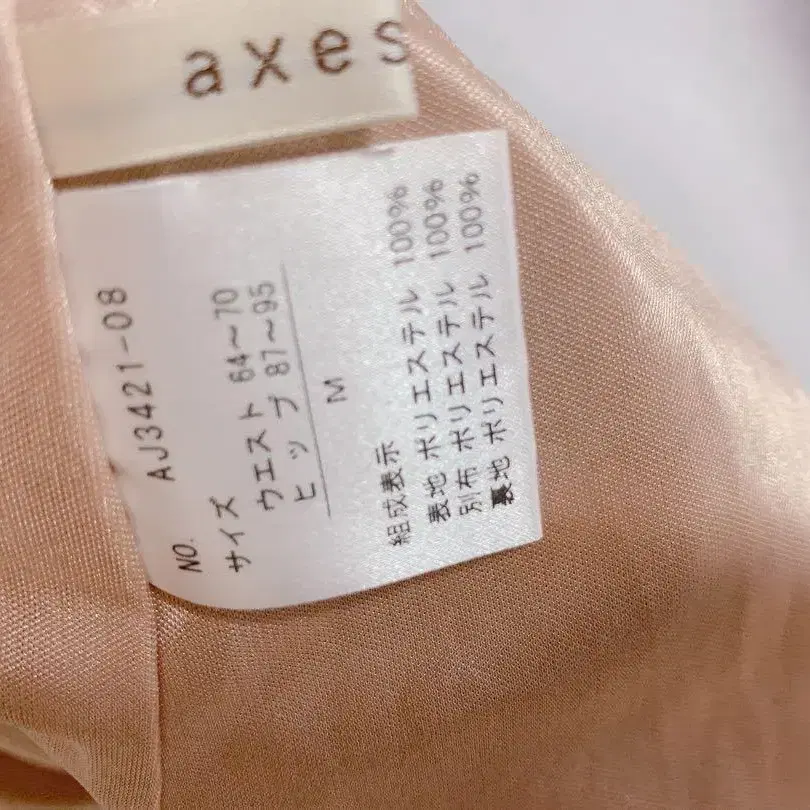 axes
NO. AJ3421-08
サイズ
ウエスト 64〜70
ヒップ 87〜95
M
組成表示
表地 ポリエステル 100%
別布 ポリエステル 100%
裏地 ポリエステル 100%